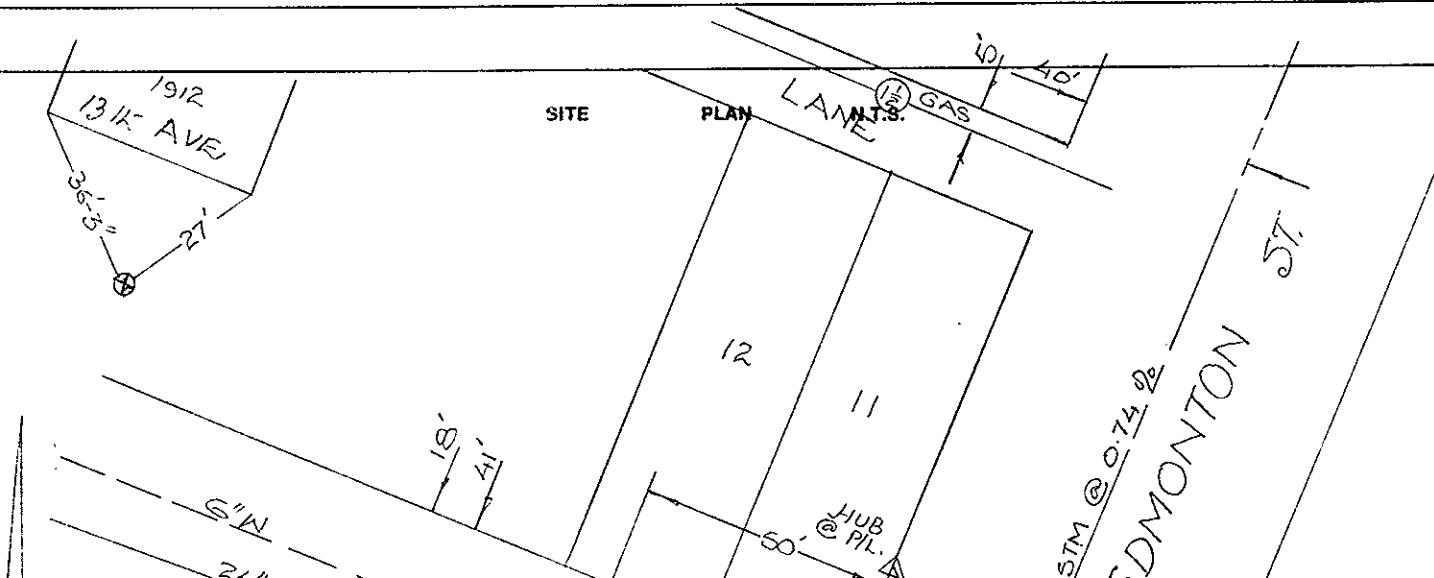 1912
13TH AVE
36'-3"
27'
SITE PLAN N.T.S.
LANE
1½ GAS
5'
40'
12
11
18'
41'
6"W
50'
HUB
@ P/L.
STM @ 0.74 %
EDMONTON ST.